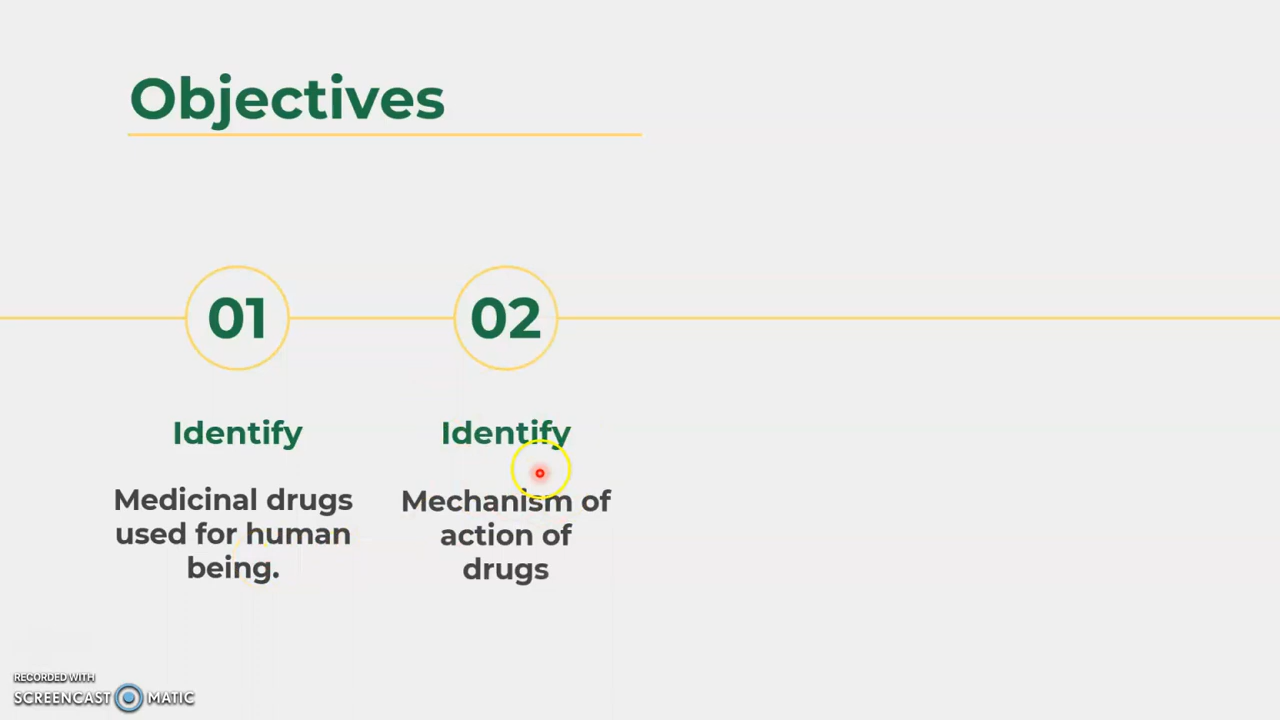 Objectives
01
02
Identify
Medicinal drugs
used for human
being.
Identify
Mechanism of
action of
drugs
RECORDED WITH
SCREENCAST MATIC